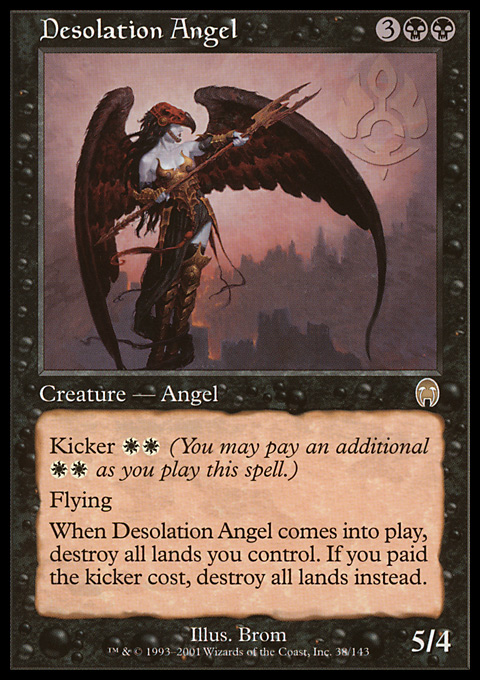 Desolation Angel 3
Creature — Angel
Kicker (You may pay an additional
as you play this spell.)
Flying
When Desolation Angel comes into play,
destroy all lands you control. If you paid
the kicker cost, destroy all lands instead.
Illus. Brom
5/4
™ & © 1993–2001 Wizards of the Coast, Inc. 38/143